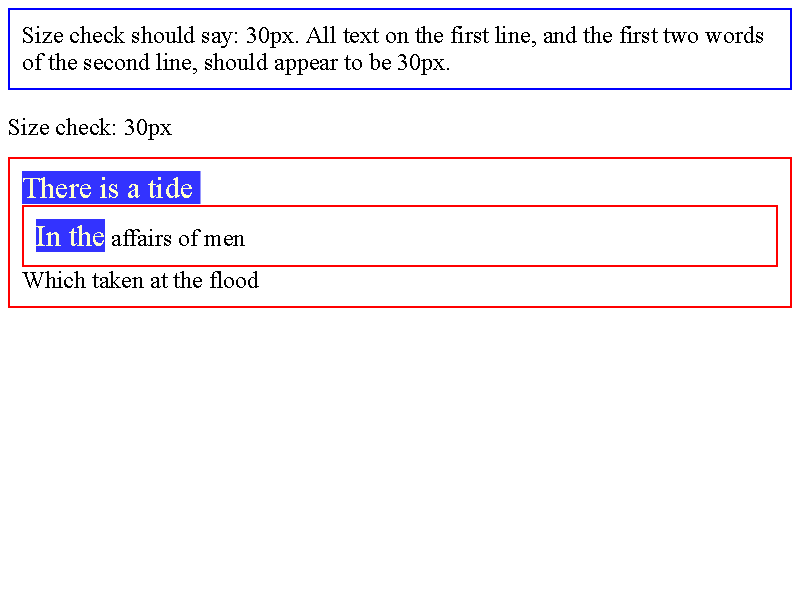 Size check should say: 30px. All text on the first line, and the first two words
of the second line, should appear to be 30px.
Size check: 30px
There is a tide
In the affairs of men
Which taken at the flood